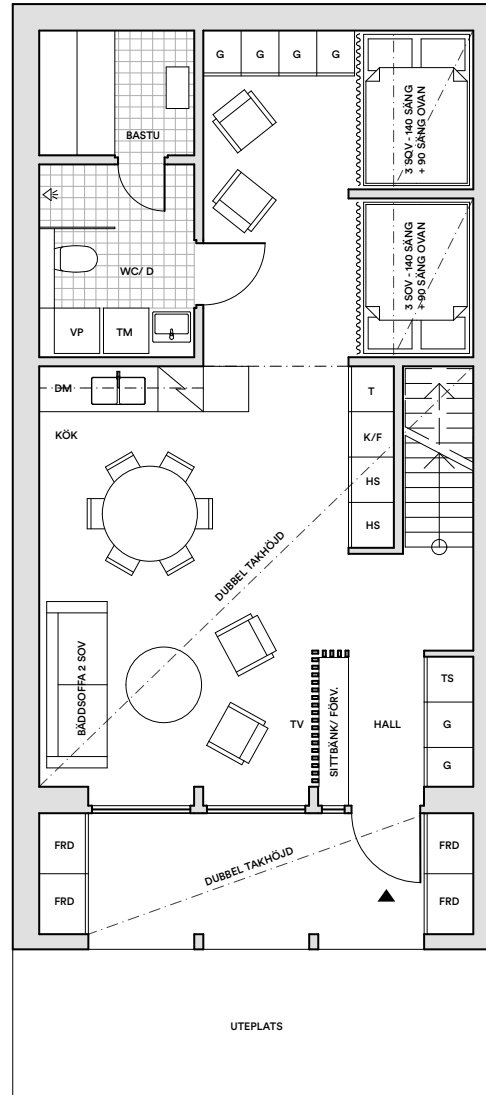 G G G G
3 SOV - 140 SÄNG
+ 90 SÄNG OVAN
BASTU
3 SOV - 140 SÄNG
+ 90 SÄNG OVAN
WC/ D
VP TM
DM
T
KÖK
K/F
HS
HS
DUBBEL TAKHÖJD
BÄDDSOFFA 2 SOV
TS
TV
SITTBÄNK/ FÖRV.
HALL
G
G
FRD
FRD
DUBBEL TAKHÖJD
FRD
FRD
UTEPLATS